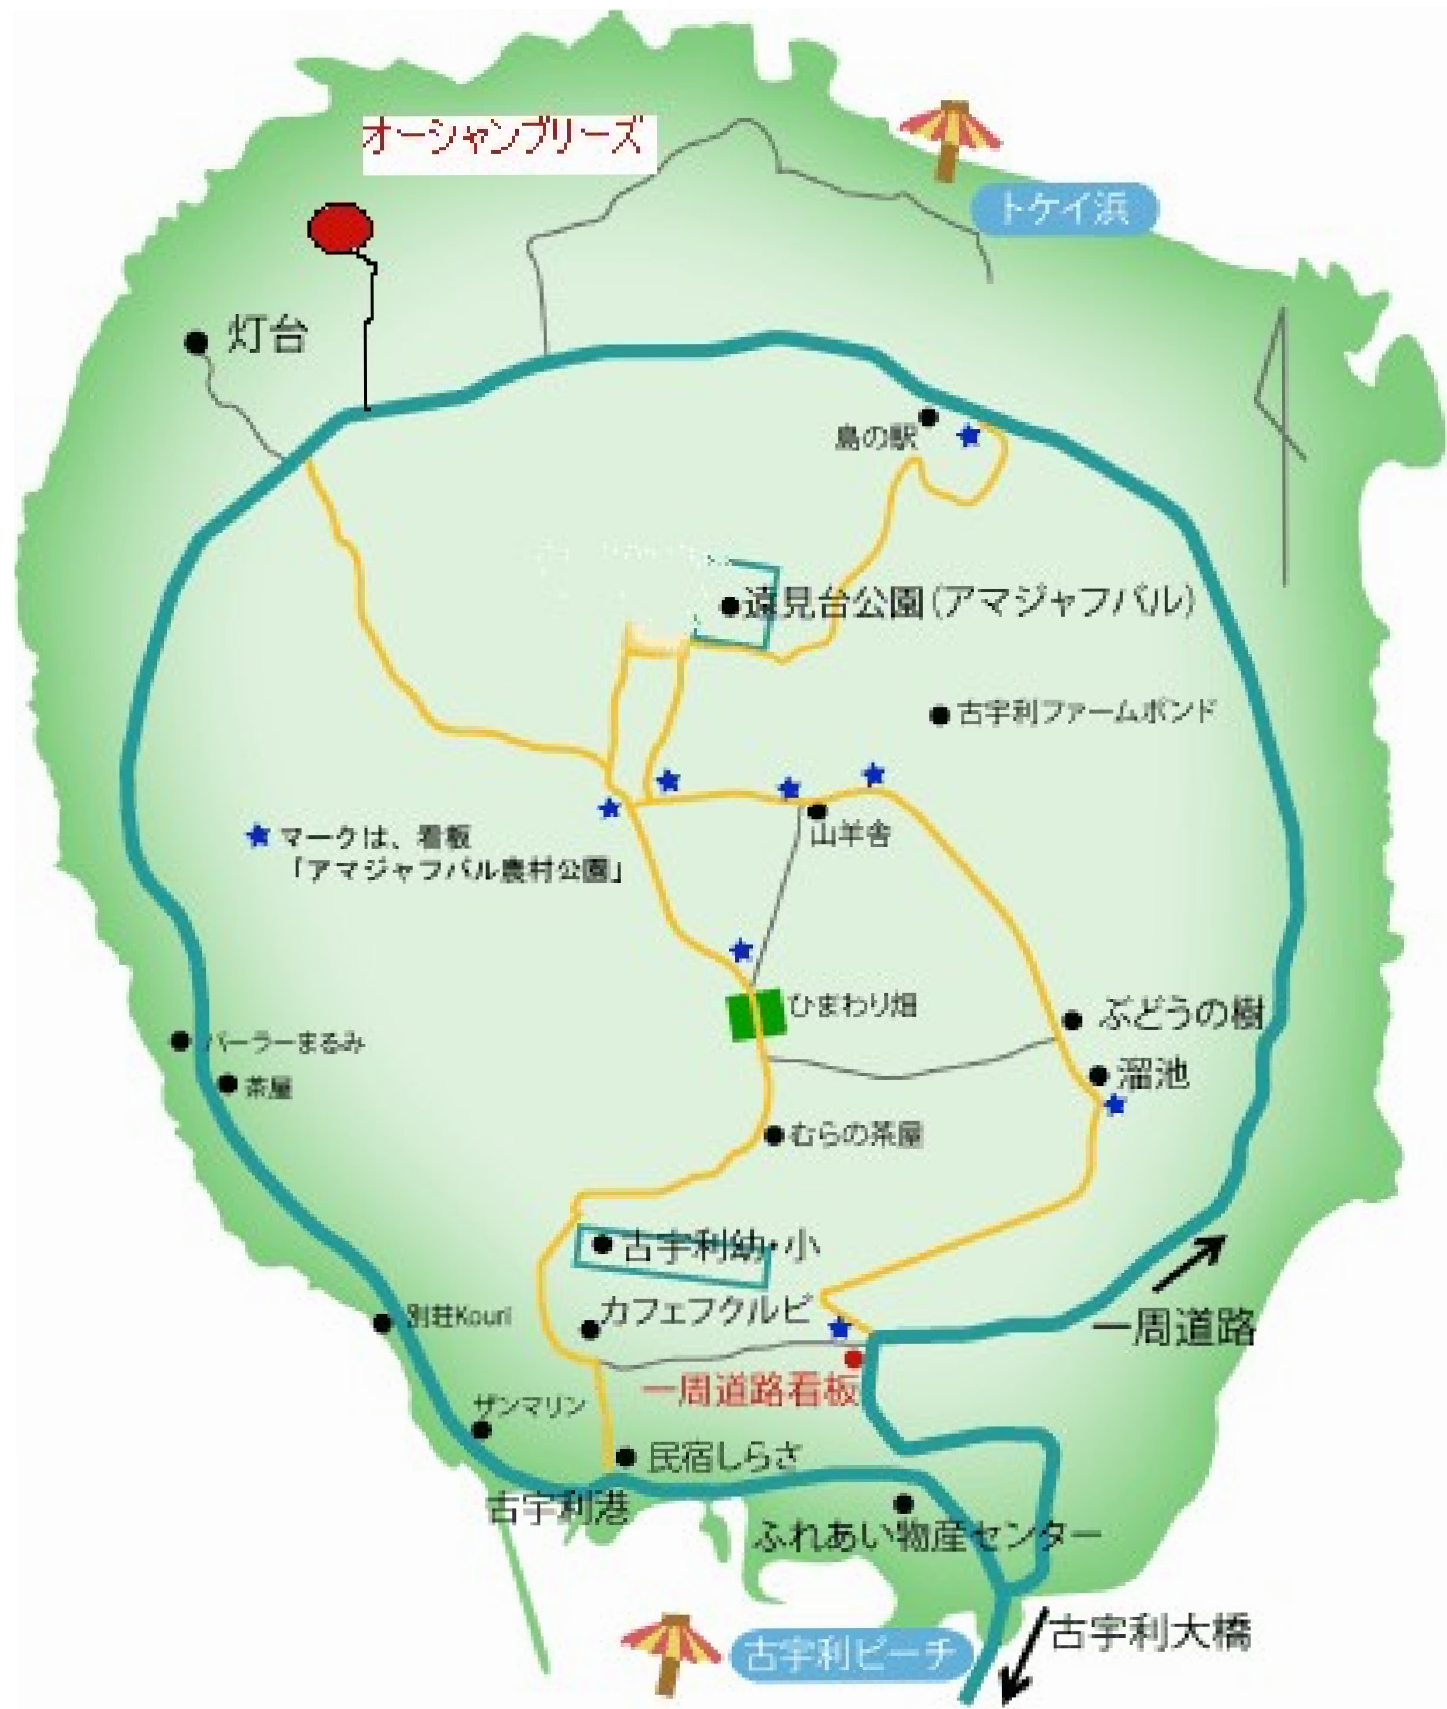 オーシャンブリーズ
トケイ浜
灯台
島の駅
遠見台公園(アマジャフバル)
古宇利ファームポンド
山羊舎
★マークは、看板
「アマジャフバル農村公園」
ひまわり畑
ぶどうの樹
パーラーまるみ
溜池
茶屋
むらの茶屋
古宇利幼・小
カフェフクルビ
別荘Kouri
一周道路
一周道路看板
ザンマリン
民宿しらさ
古宇利港
ふれあい物産センター
古宇利大橋
古宇利ビーチ